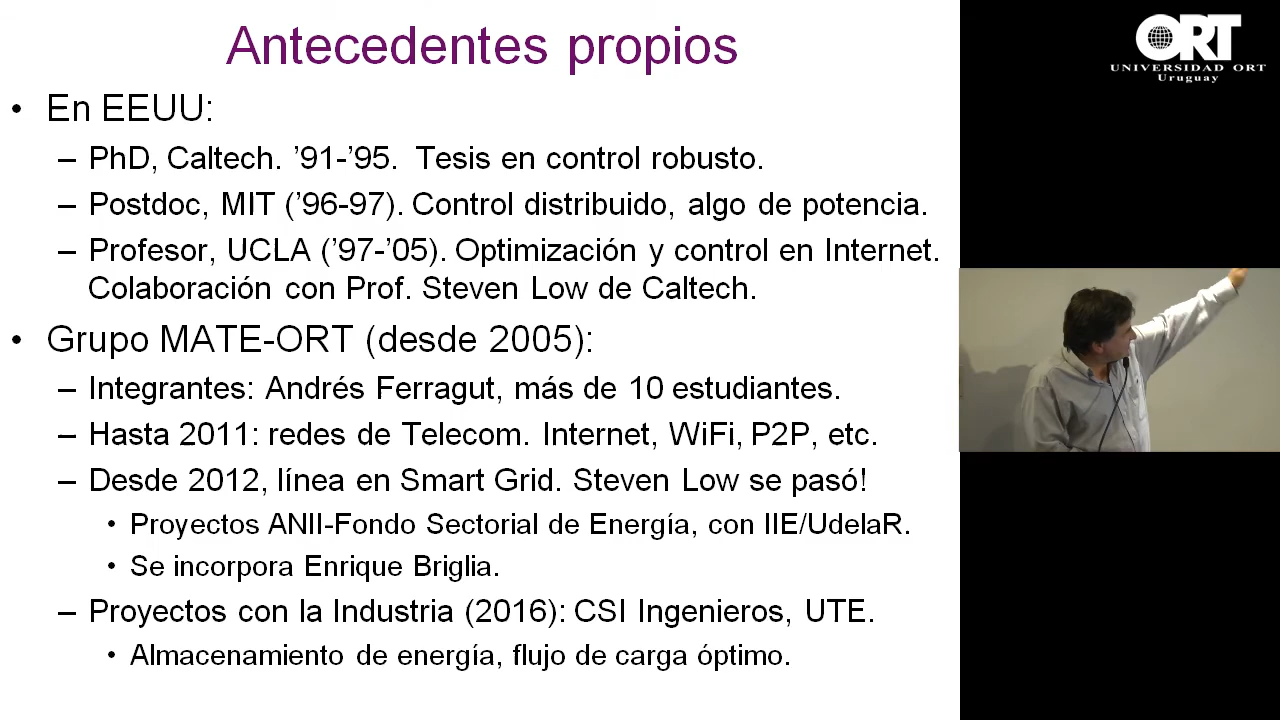 Antecedentes propios
• En EEUU:
– PhD, Caltech. ’91-’95. Tesis en control robusto.
– Postdoc, MIT (’96-97). Control distribuido, algo de potencia.
– Profesor, UCLA (’97-’05). Optimización y control en Internet.
Colaboración con Prof. Steven Low de Caltech.
• Grupo MATE-ORT (desde 2005):
– Integrantes: Andrés Ferragut, más de 10 estudiantes.
– Hasta 2011: redes de Telecom. Internet, WiFi, P2P, etc.
– Desde 2012, línea en Smart Grid. Steven Low se pasó!
• Proyectos ANII-Fondo Sectorial de Energía, con IIE/UdelaR.
• Se incorpora Enrique Briglia.
– Proyectos con la Industria (2016): CSI Ingenieros, UTE.
• Almacenamiento de energía, flujo de carga óptimo.
ORT
UNIVERSIDAD ORT
Uruguay